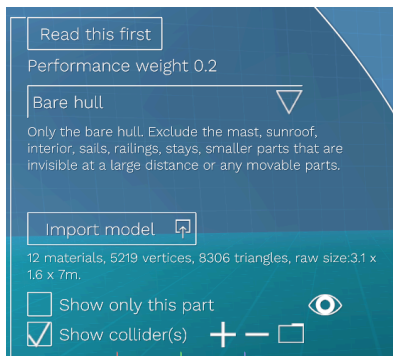 Read this first
Performance weight 0.2
Bare hull
Only the bare hull. Exclude the mast, sunroof,
interior, sails, railings, stays, smaller parts that are
invisible at a large distance or any movable parts.
Import model
12 materials, 5219 vertices, 8306 triangles, raw size:3.1 x
1.6 x 7m.
Show only this part
Show collider(s)